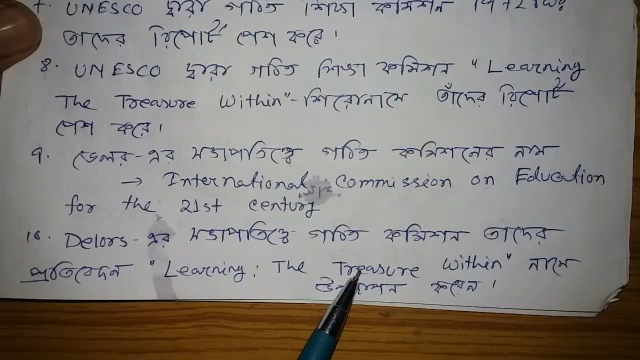 UNESCO দ্বারা গঠিত শিক্ষা কমিশন 1972 খ্রিঃ
তাদের রিপোর্ট পেশ করে।
8. UNESCO দ্বারা গঠিত শিক্ষা কমিশন "Learning
The Treasure Within"-শিরোনামে তাঁদের রিপোর্ট
পেশ করে।
9. ডেলর-এর সভাপতিত্বে গঠিত কমিশনের নাম
→ International Commission on Education
for the 21st century
10. Delors-এর সভাপতিত্বে গঠিত কমিশন তাদের
প্রতিবেদন "Learning: The Treasure Within" নামে
উত্থাপন করেন।